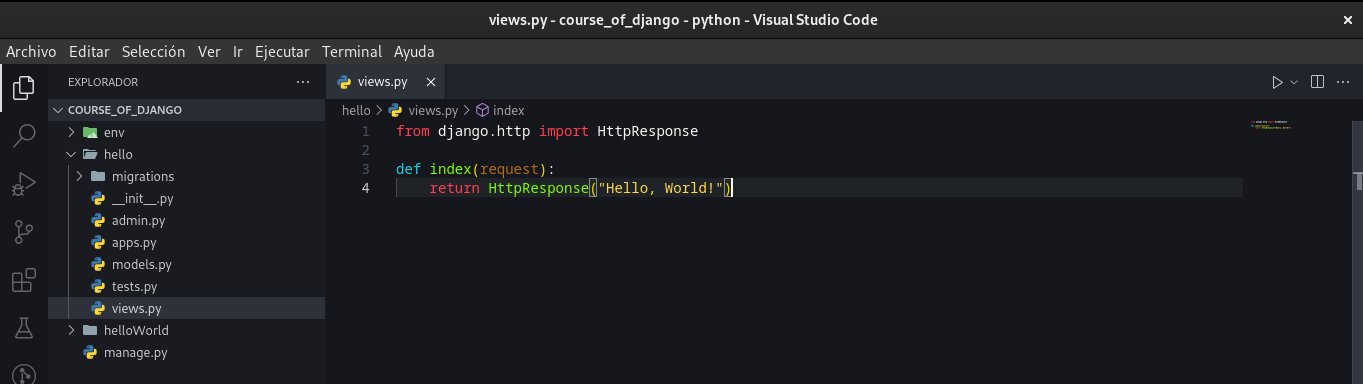 views.py - course_of_django - python - Visual Studio Code
Archivo Editar Selección Ver Ir Ejecutar Terminal Ayuda
EXPLORADOR
COURSE_OF_DJANGO
env
hello
migrations
__init__.py
admin.py
apps.py
models.py
tests.py
views.py
helloWorld
manage.py
views.py
hello > views.py > index
1 from django.http import HttpResponse
2
3 def index(request):
4     return HttpResponse("Hello, World!")